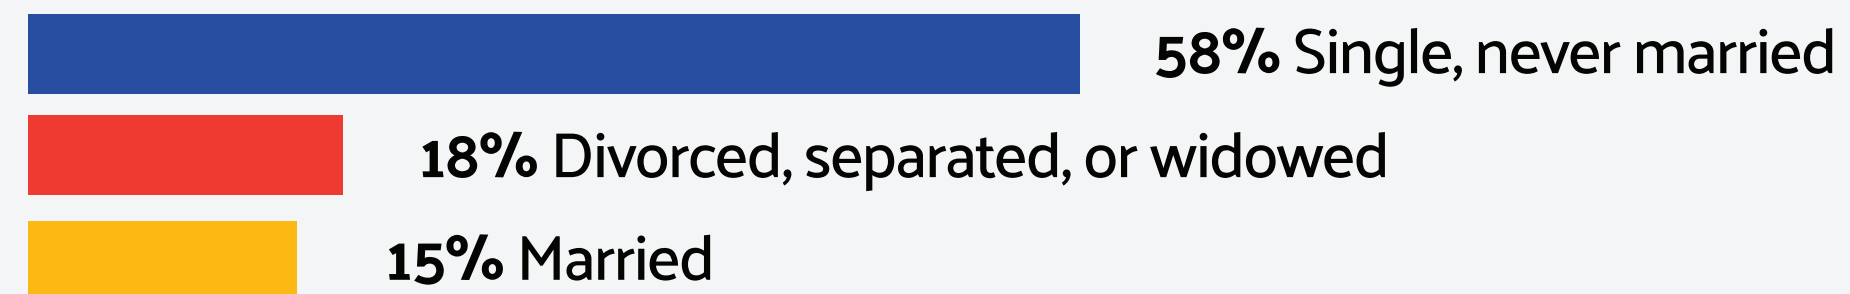 58% Single, never married
18% Divorced, separated, or widowed
15% Married